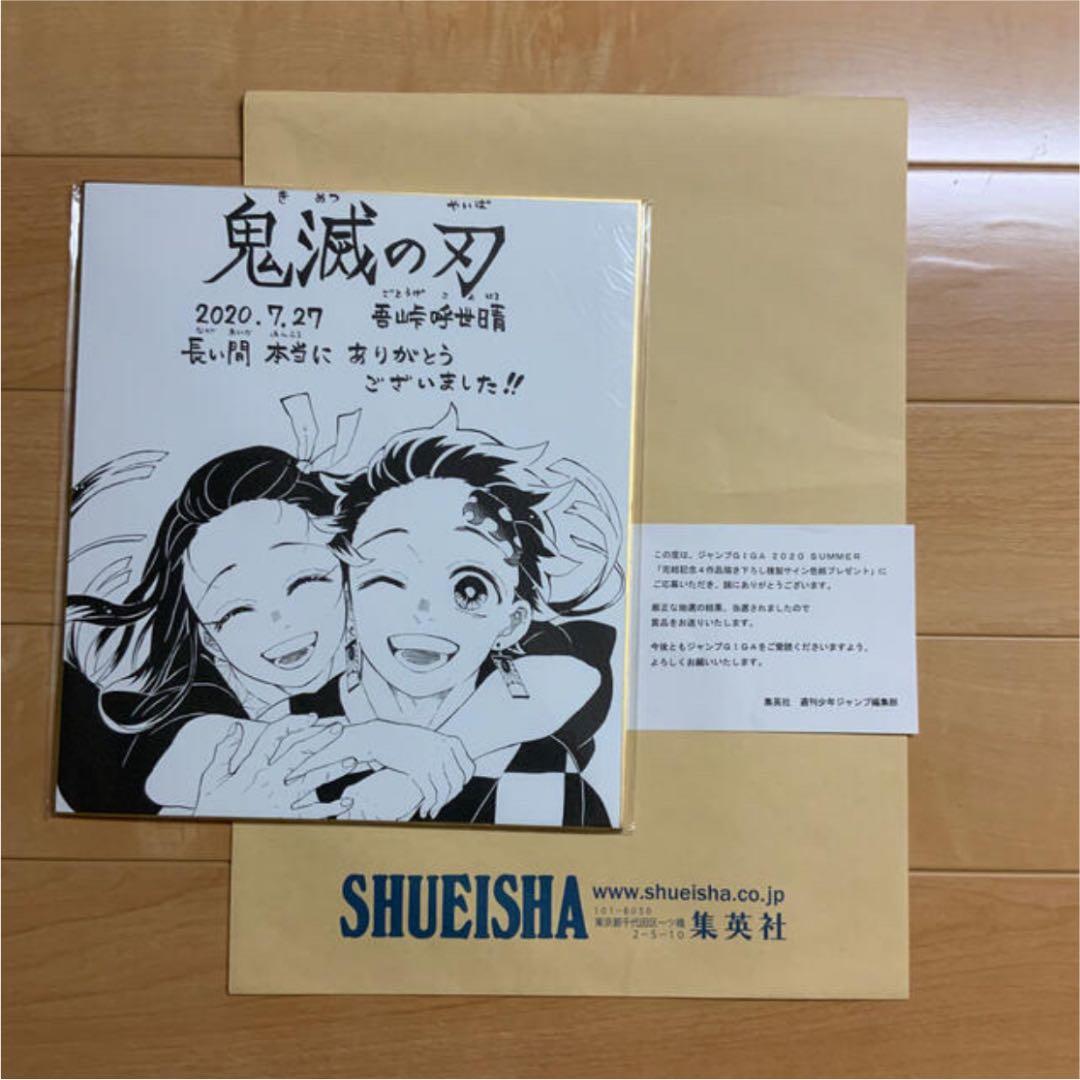 きめつ やいば
鬼滅の刃
ごとうげ こよはる
2020.7.27 吾峠呼世晴
なが あいだ ほんとう
長い間 本当に ありがとう
ございました!!
この度は、ジャンプGIGA 2020 SUMMER
「完結記念4作品描き下ろし複製サイン色紙プレゼント」に
ご応募いただき、誠にありがとうございます。
厳正な抽選の結果、当選されましたので
賞品をお送りいたします。
今後ともジャンプGIGAをご愛読くださいますよう、
よろしくお願いいたします。
集英社 週刊少年ジャンプ編集部
SHUEISHA www.shueisha.co.jp
101-8050
東京都千代田区一ツ橋
2-5-10 集英社